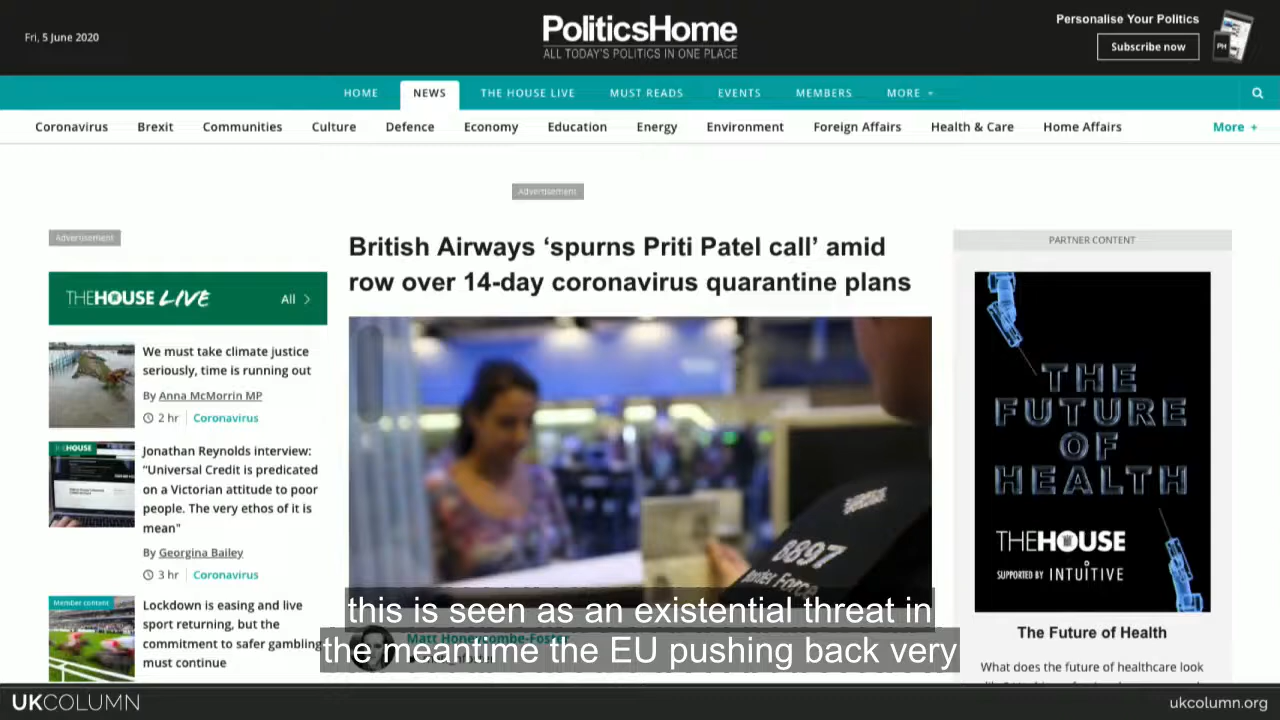 Fri, 5 June 2020
PoliticsHome
ALL TODAY'S POLITICS IN ONE PLACE
Personalise Your Politics
Subscribe now
PH
HOME NEWS THE HOUSE LIVE MUST READS EVENTS MEMBERS MORE
Coronavirus Brexit Communities Culture Defence Economy Education Energy Environment Foreign Affairs Health & Care Home Affairs More +
Advertisement
Advertisement
THEHOUSE LIVE All
We must take climate justice
seriously, time is running out
By Anna McMorrin MP
2 hr Coronavirus
THEHOUSE
Jonathan Reynolds interview:
"Universal Credit is predicated
on a Victorian attitude to poor
people. The very ethos of it is
mean"
By Georgina Bailey
3 hr Coronavirus
Member content
Lockdown is easing and live
sport returning, but the
commitment to safer gambling
must continue
British Airways ‘spurns Priti Patel call’ amid
row over 14-day coronavirus quarantine plans
8897
Border Force
Matt Honeycombe-Foster
this is seen as an existential threat in
the meantime the EU pushing back very
PARTNER CONTENT
THE
FUTURE
OF
HEALTH
THEHOUSE
SUPPORTED BY INTUITIVE
The Future of Health
What does the future of healthcare look
UKCOLUMN
ukcolumn.org